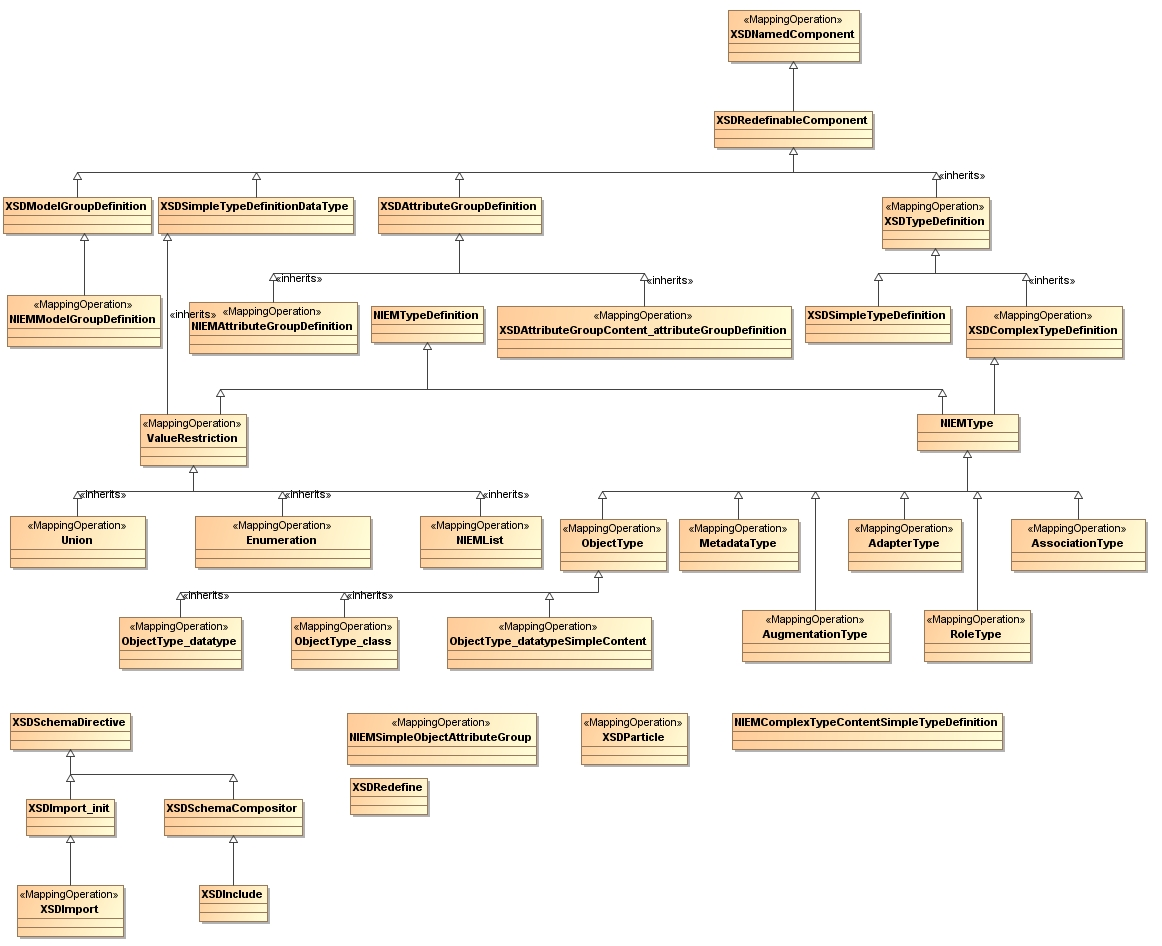 «MappingOperation»
XSDNamedComponent
XSDRedefinableComponent
«inherits»
XSDModelGroupDefinition
XSDSimpleTypeDefinitionDataType
XSDAttributeGroupDefinition
«MappingOperation»
XSDTypeDefinition
«inherits»
«inherits»
«inherits»
«MappingOperation»
NIEMModelGroupDefinition
«inherits»
«MappingOperation»
NIEMAttributeGroupDefinition
NIEMTypeDefinition
«MappingOperation»
XSDAttributeGroupContent_attributeGroupDefinition
XSDSimpleTypeDefinition
«MappingOperation»
XSDComplexTypeDefinition
«MappingOperation»
ValueRestriction
NIEMType
«inherits»
«inherits»
«inherits»
«MappingOperation»
Union
«MappingOperation»
Enumeration
«MappingOperation»
NIEMList
«MappingOperation»
ObjectType
«MappingOperation»
MetadataType
«MappingOperation»
AdapterType
«MappingOperation»
AssociationType
«inherits»
«inherits»
«MappingOperation»
ObjectType_datatype
«MappingOperation»
ObjectType_class
«MappingOperation»
ObjectType_datatypeSimpleContent
«MappingOperation»
AugmentationType
«MappingOperation»
RoleType
XSDSchemaDirective
«MappingOperation»
NIEMSimpleObjectAttributeGroup
«MappingOperation»
XSDParticle
NIEMComplexTypeContentSimpleTypeDefinition
XSDRedefine
XSDImport_init
XSDSchemaCompositor
«MappingOperation»
XSDImport
XSDInclude